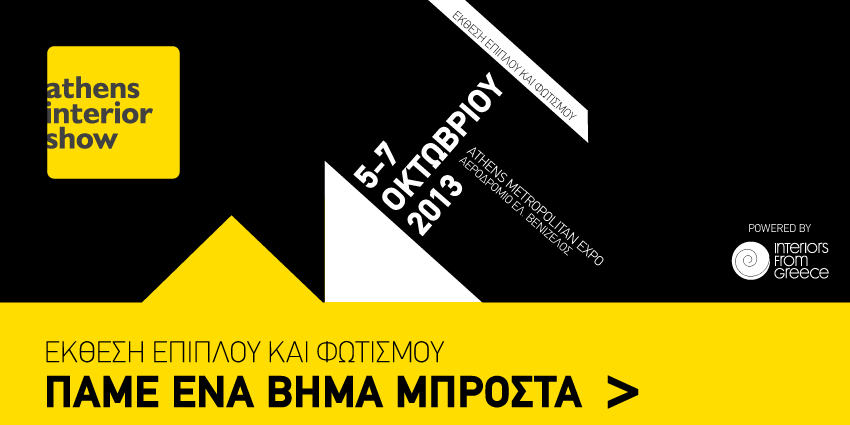 athens
interior
show
ΕΚΘΕΣΗ ΕΠΙΠΛΟΥ ΚΑΙ ΦΩΤΙΣΜΟΥ
5-7
ΟΚΤΩΒΡΙΟΥ
2013
ATHENS METROPOLITAN EXPO
ΑΕΡΟΔΡΟΜΙΟ ΕΛ. ΒΕΝΙΖΕΛΟΣ
POWERED BY
INTERIORS
FROM
GREECE
ΕΚΘΕΣΗ ΕΠΙΠΛΟΥ ΚΑΙ ΦΩΤΙΣΜΟΥ
ΠΑΜΕ ΕΝΑ ΒΗΜΑ ΜΠΡΟΣΤΑ >